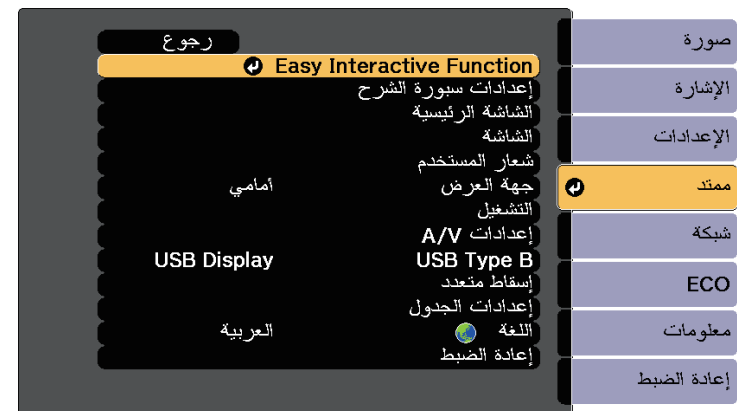 صورة
الإشارة
الإعدادات
ممتد
شبكة
ECO
معلومات
إعادة الضبط
رجوع
Easy Interactive Function
إعدادات سبورة الشرح
الشاشة الرئيسية
الشاشة
شعار المستخدم
جهة العرض أمامي
التشغيل
إعدادات A/V
USB Type B USB Display
إسقاط متعدد
إعدادات الجدول
اللغة العربية
إعادة الضبط